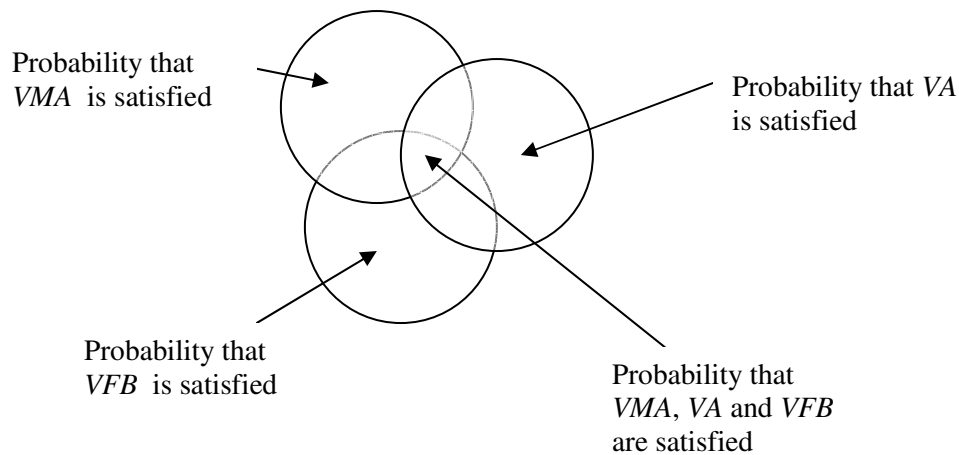 Probability that
VMA is satisfied
Probability that VA
is satisfied
Probability that
VFB is satisfied
Probability that
VMA, VA and VFB
are satisfied